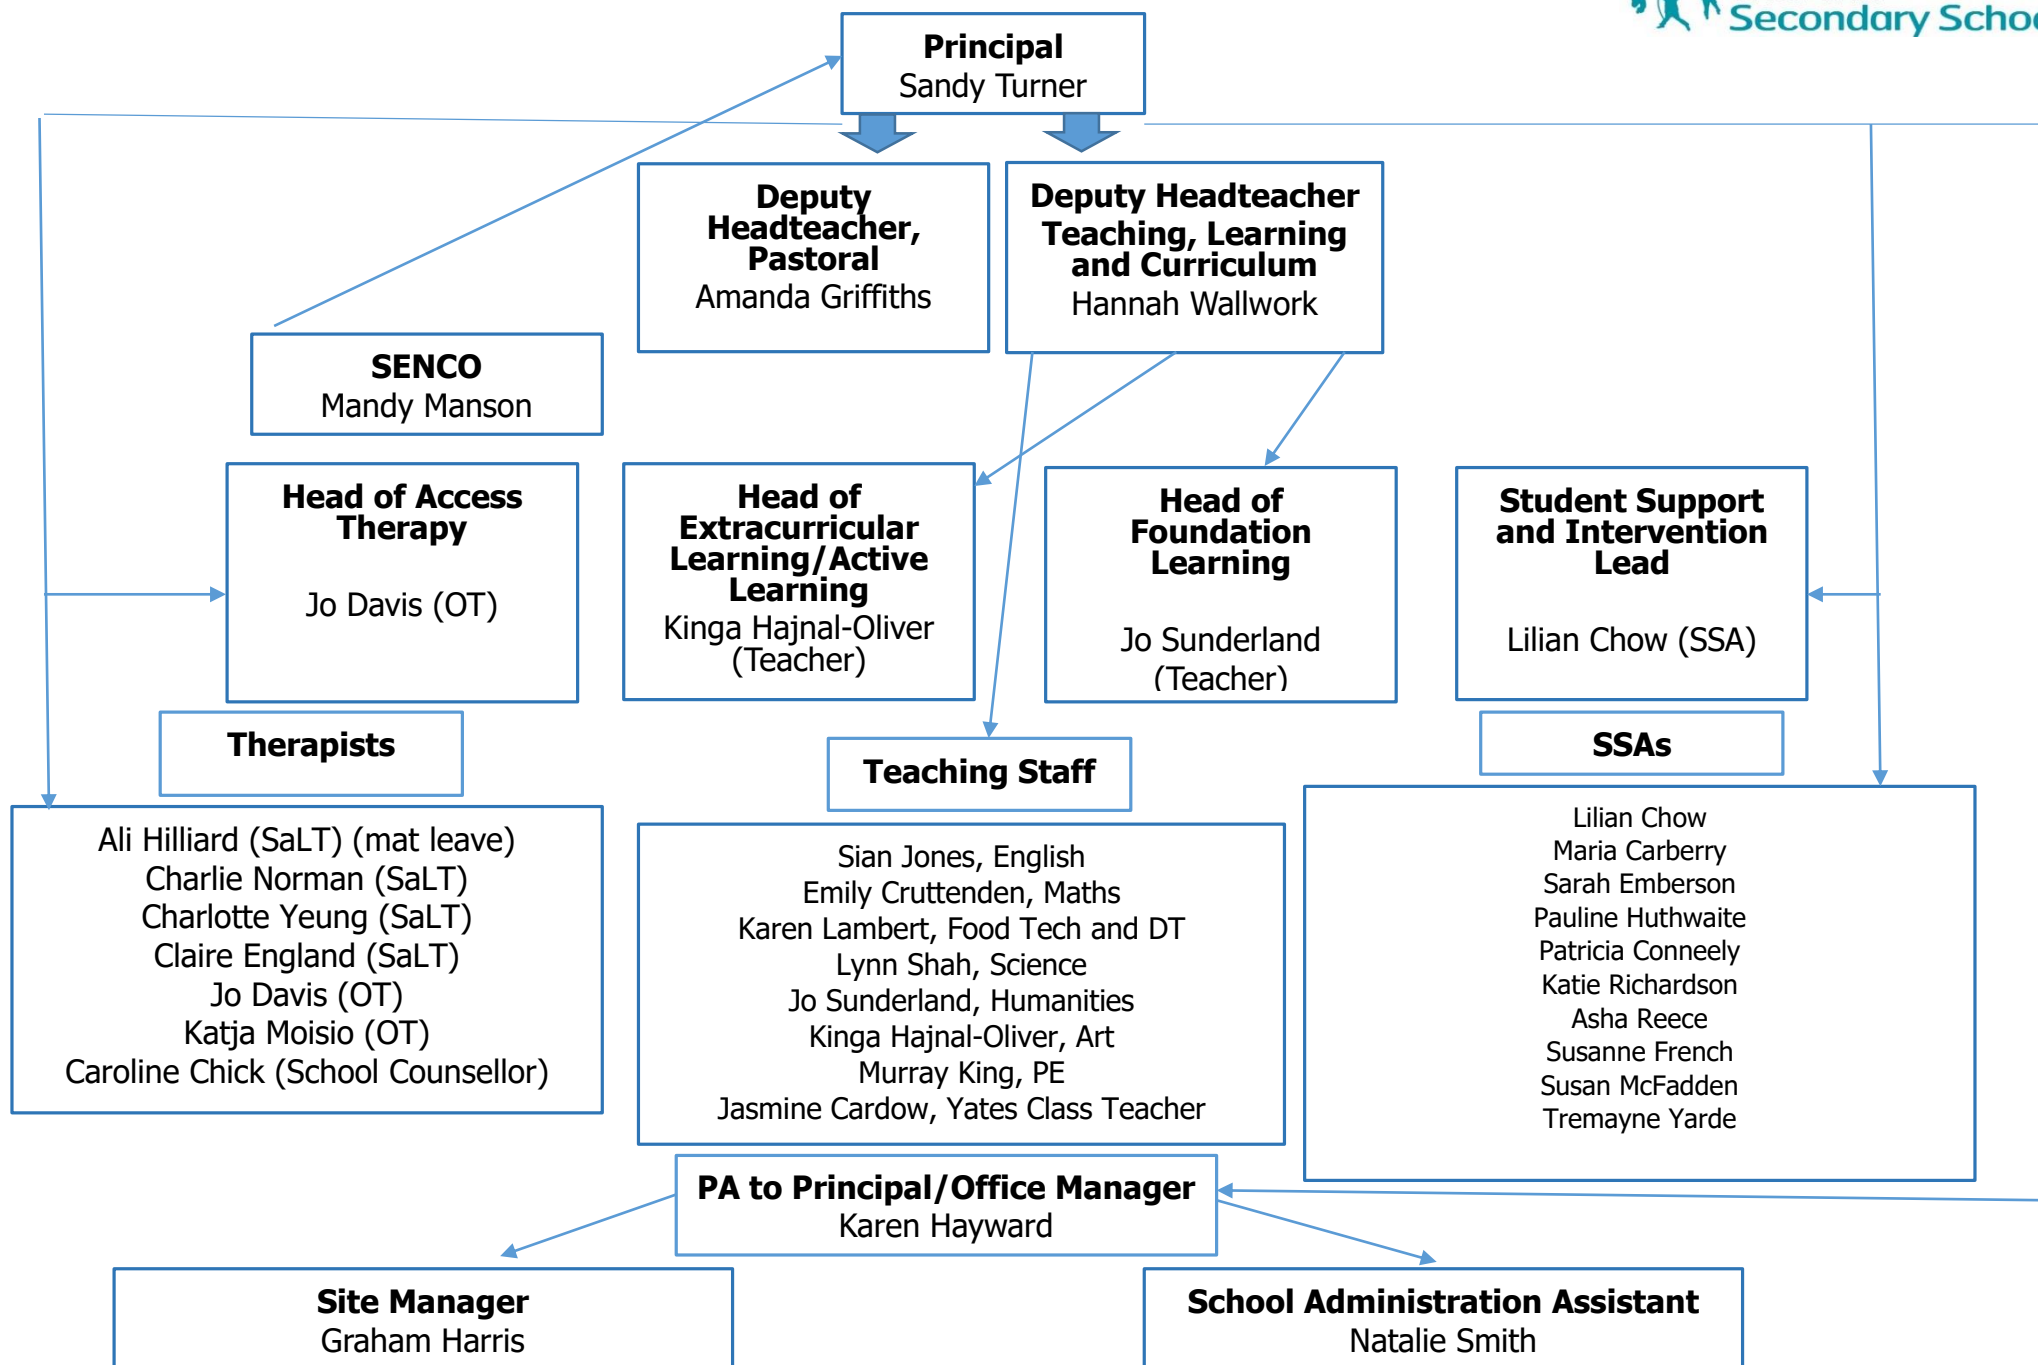 Secondary Schoo
Principal
Sandy Turner
Deputy
Headteacher,
Pastoral
Amanda Griffiths
Deputy Headteacher
Teaching, Learning
and Curriculum
Hannah Wallwork
SENCO
Mandy Manson
Head of Access
Therapy
Jo Davis (OT)
Head of
Extracurricular
Learning/Active
Learning
Kinga Hajnal-Oliver
(Teacher)
Head of
Foundation
Learning
Jo Sunderland
(Teacher)
Student Support
and Intervention
Lead
Lilian Chow (SSA)
Therapists
Ali Hilliard (SaLT) (mat leave)
Charlie Norman (SaLT)
Charlotte Yeung (SaLT)
Claire England (SaLT)
Jo Davis (OT)
Katja Moisio (OT)
Caroline Chick (School Counsellor)
Teaching Staff
Sian Jones, English
Emily Cruttenden, Maths
Karen Lambert, Food Tech and DT
Lynn Shah, Science
Jo Sunderland, Humanities
Kinga Hajnal-Oliver, Art
Murray King, PE
Jasmine Cardow, Yates Class Teacher
SSAs
Lilian Chow
Maria Carberry
Sarah Emberson
Pauline Huthwaite
Patricia Conneely
Katie Richardson
Asha Reece
Susanne French
Susan McFadden
Tremayne Yarde
PA to Principal/Office Manager
Karen Hayward
Site Manager
Graham Harris
School Administration Assistant
Natalie Smith